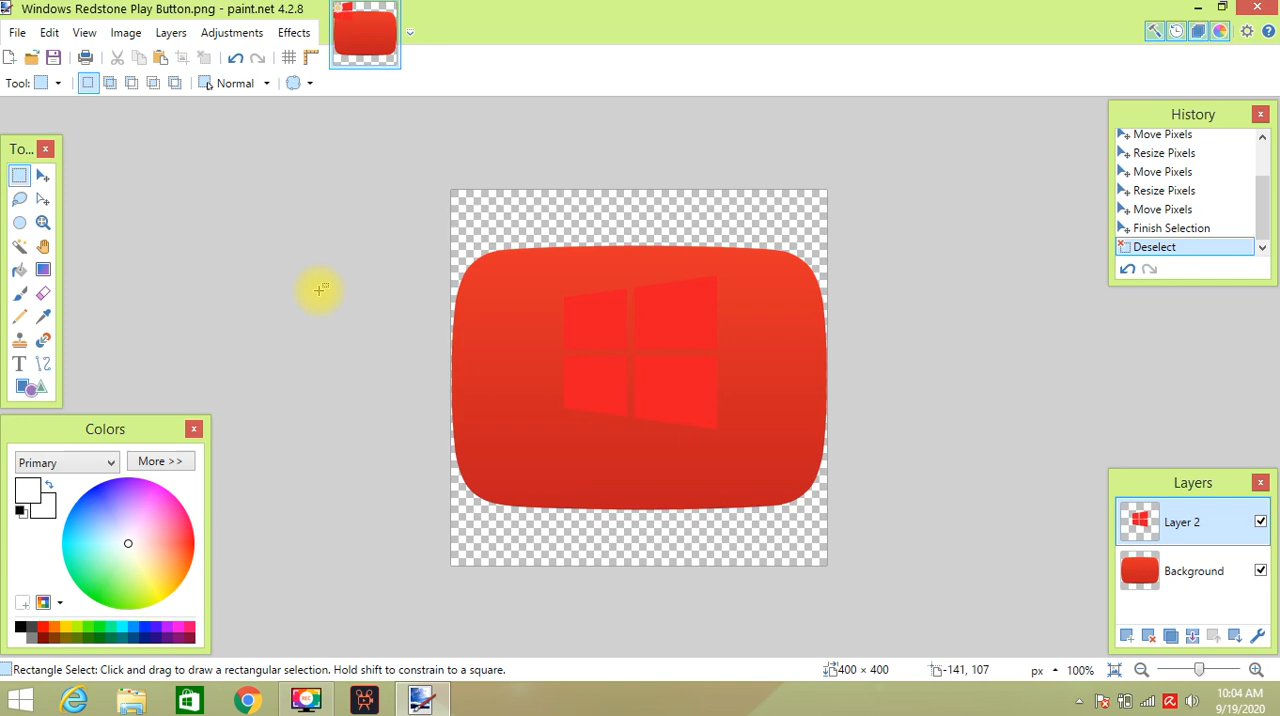 Windows Redstone Play Button.png - paint.net 4.2.8
File Edit View Image Layers Adjustments Effects
Tool: Normal
To...
History
Move Pixels
Resize Pixels
Move Pixels
Resize Pixels
Move Pixels
Finish Selection
Deselect
Colors
Primary More >>
Layers
Layer 2
Background
Rectangle Select: Click and drag to draw a rectangular selection. Hold shift to constrain to a square. 400 × 400 -141, 107 px 100%
10:04 AM
9/19/2020